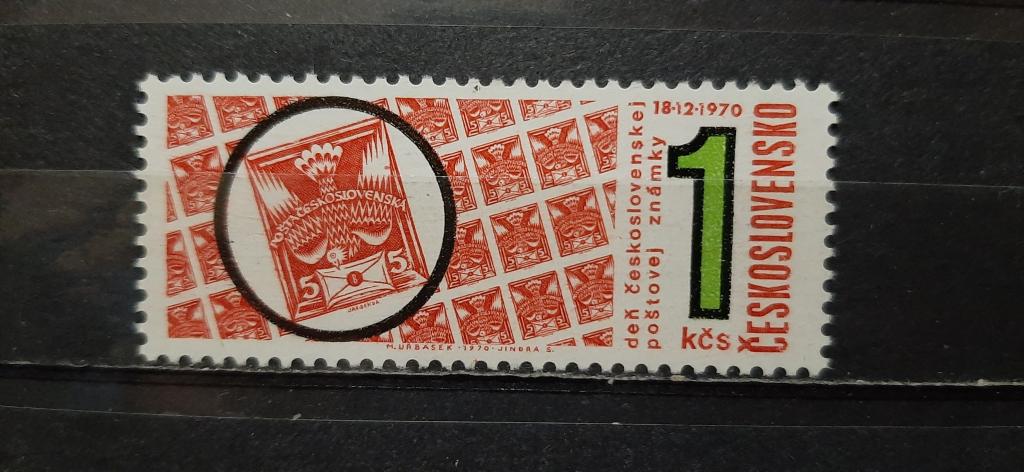 POŠTA ČESKOSLOVENSKÁ
5 5
M. URBÁSEK · 1970 · JINDRA S.
deň československej
poštovej známky
18·12·1970
1
kčs
ČESKOSLOVENSKO